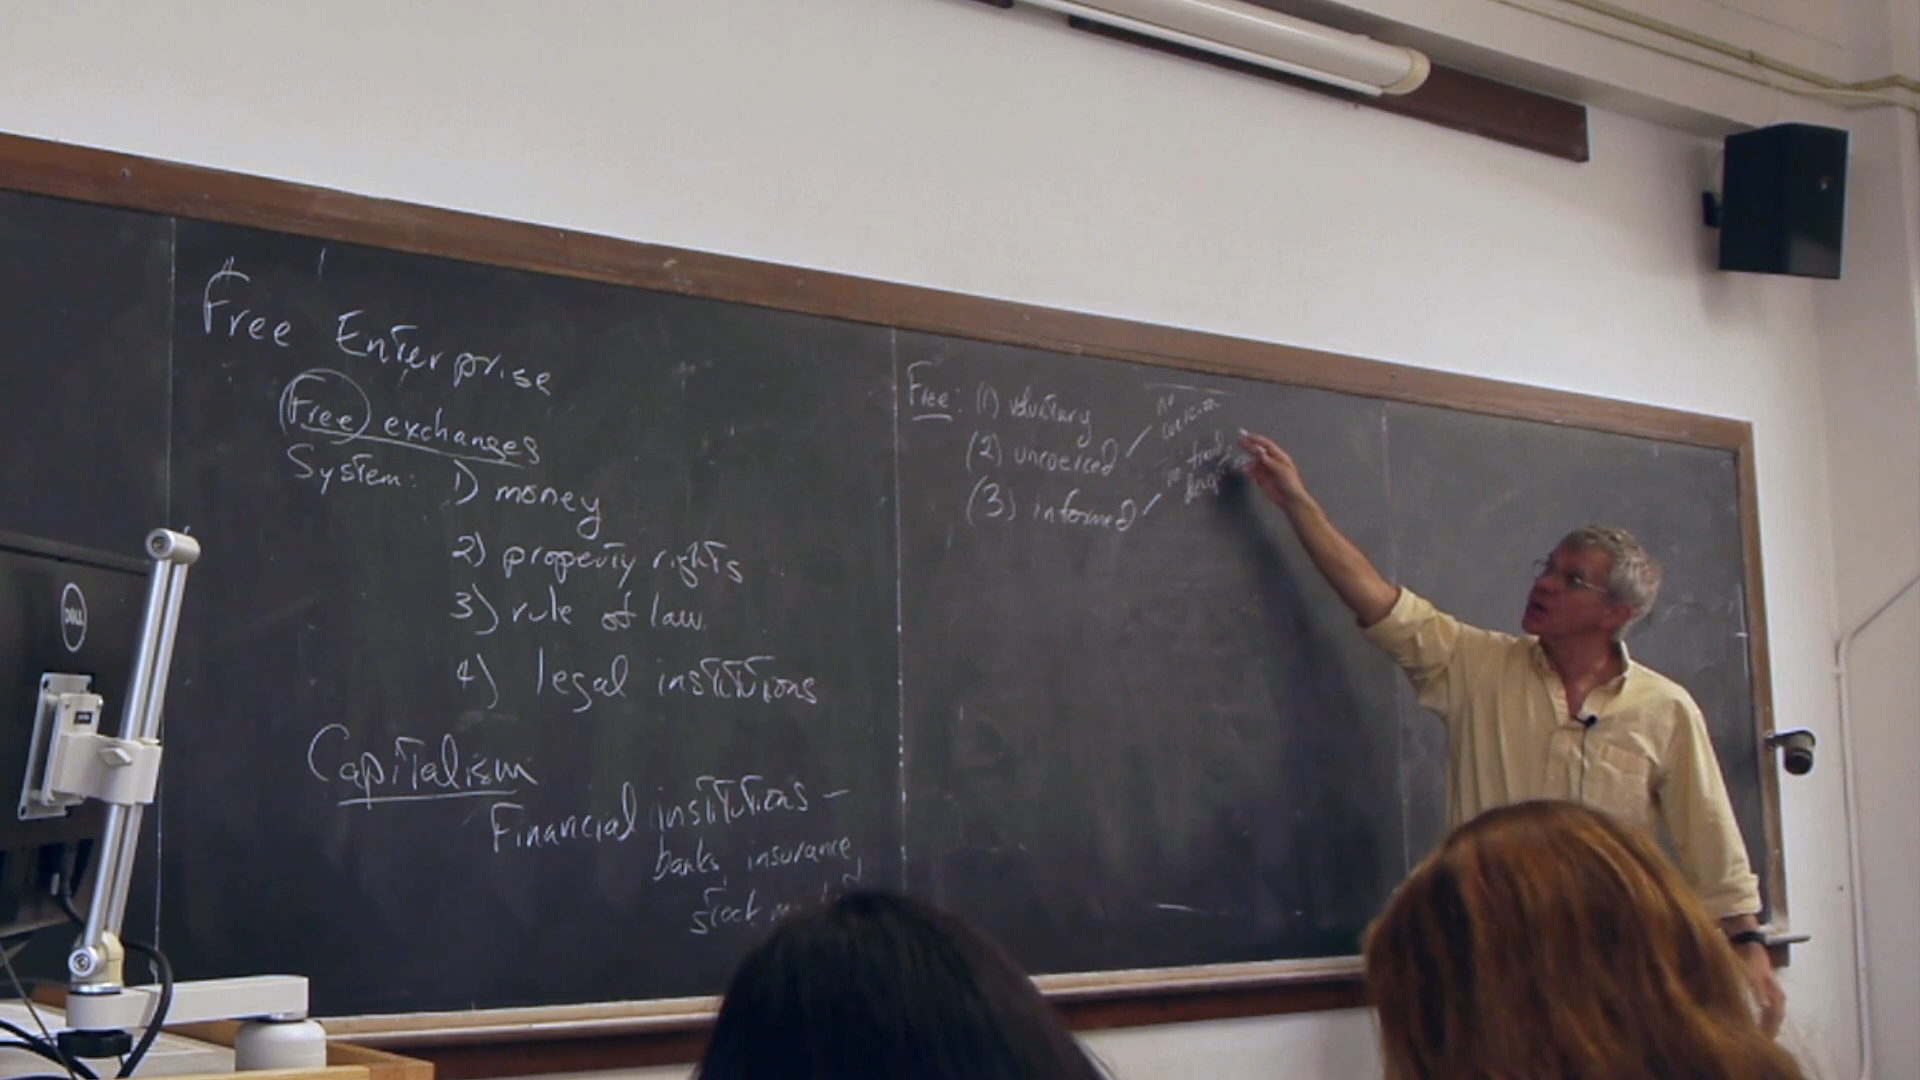 Free Enterprise
Free exchanges
System: 1) money
2) property rights
3) rule of law
4) legal institutions
Capitalism
Financial institutions -
banks, insurance,
stock
Free: (1) voluntary
(2) uncoerced
(3) informed
no
coercion
no fraud
DELL